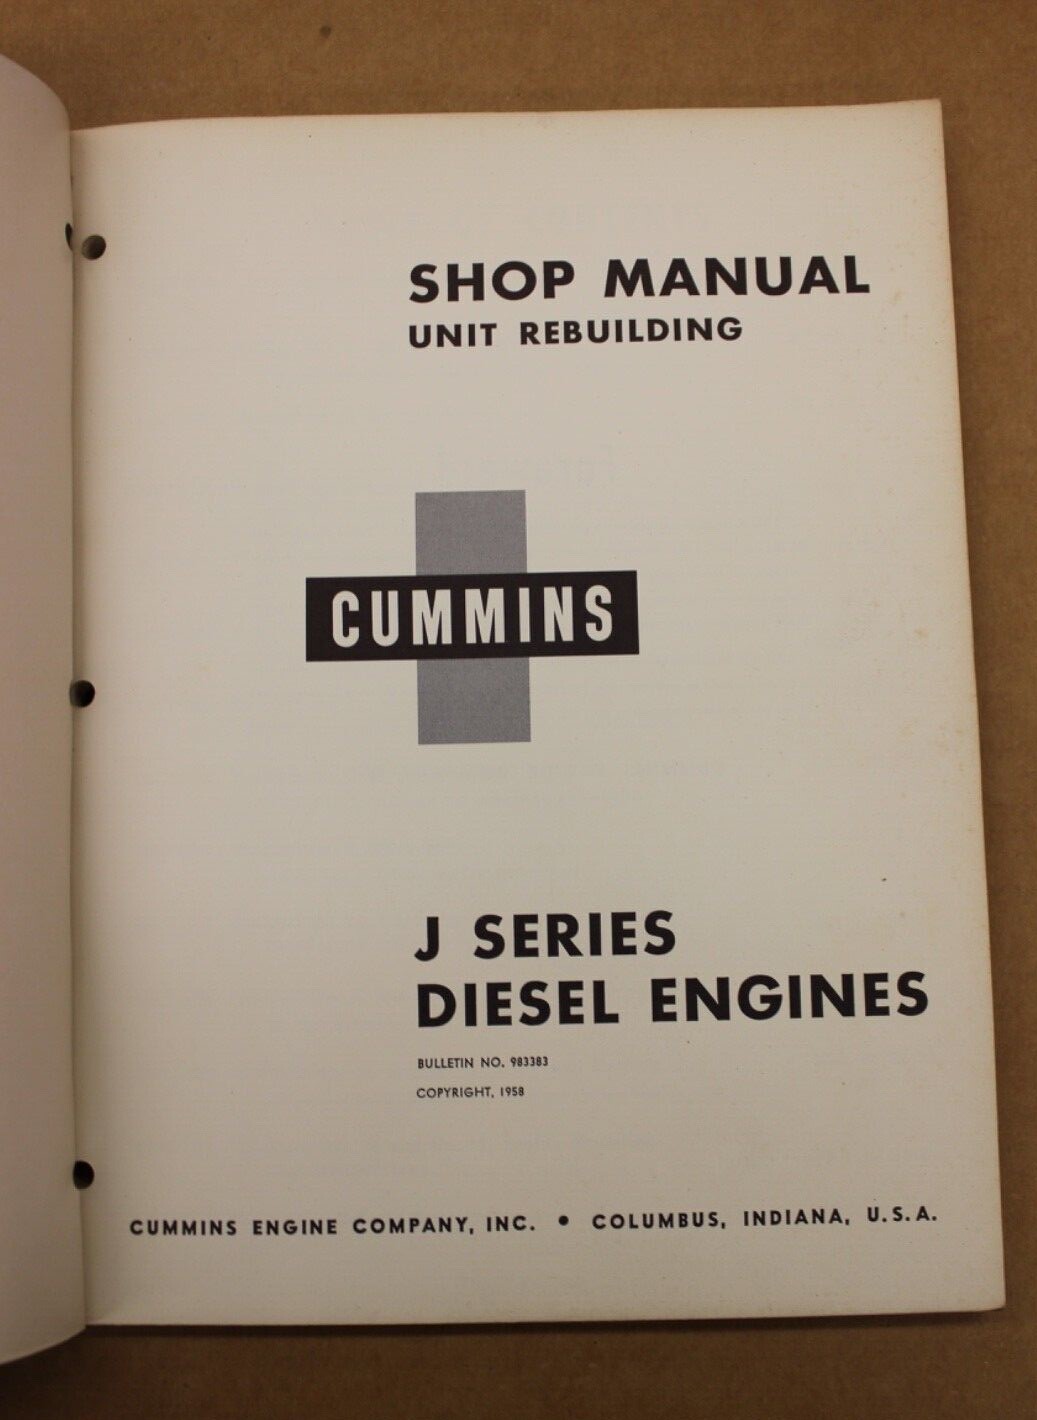 SHOP MANUAL
UNIT REBUILDING
CUMMINS
J SERIES
DIESEL ENGINES
BULLETIN NO. 983383
COPYRIGHT, 1958
CUMMINS ENGINE COMPANY, INC. • COLUMBUS, INDIANA, U.S.A.